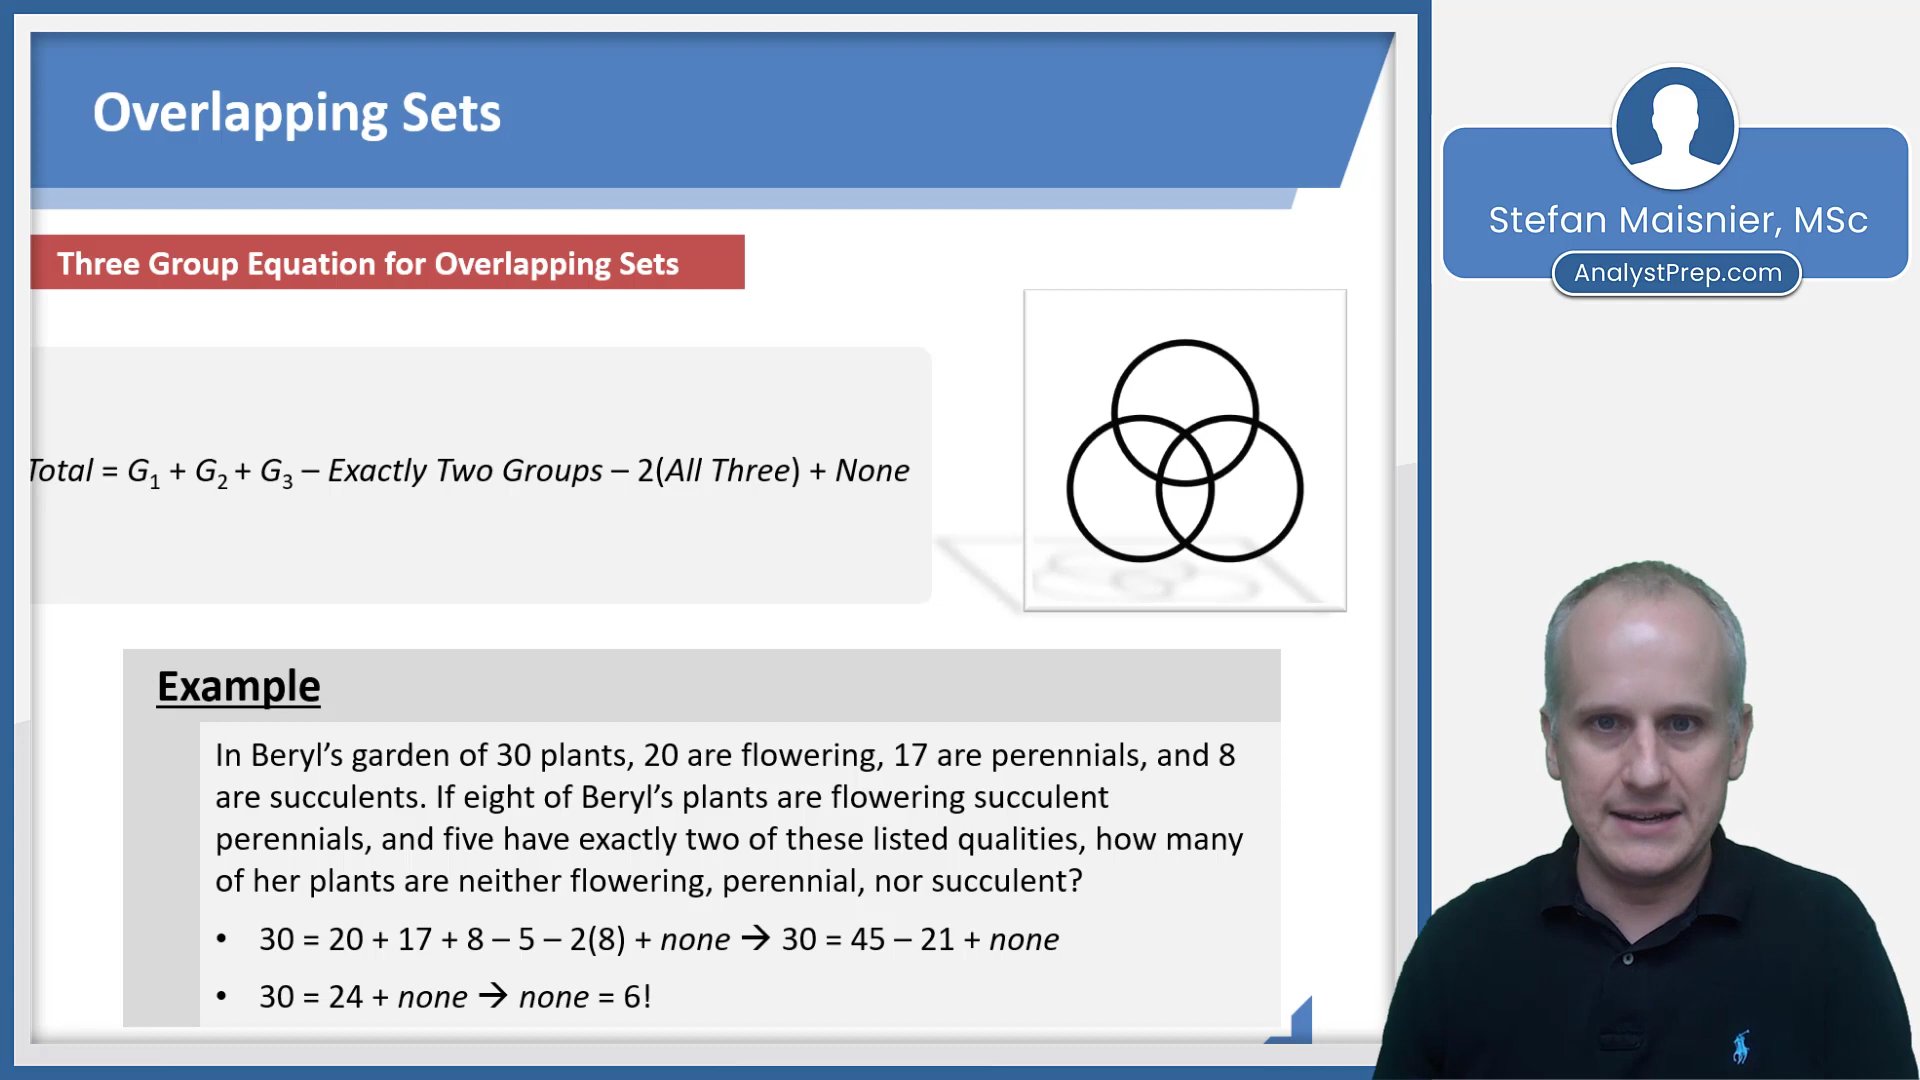 Overlapping Sets
Three Group Equation for Overlapping Sets
Total = G1 + G2 + G3 – Exactly Two Groups – 2(All Three) + None
Example
In Beryl’s garden of 30 plants, 20 are flowering, 17 are perennials, and 8
are succulents. If eight of Beryl’s plants are flowering succulent
perennials, and five have exactly two of these listed qualities, how many
of her plants are neither flowering, perennial, nor succulent?
• 30 = 20 + 17 + 8 – 5 – 2(8) + none → 30 = 45 – 21 + none
• 30 = 24 + none → none = 6!
Stefan Maisnier, MSc
AnalystPrep.com